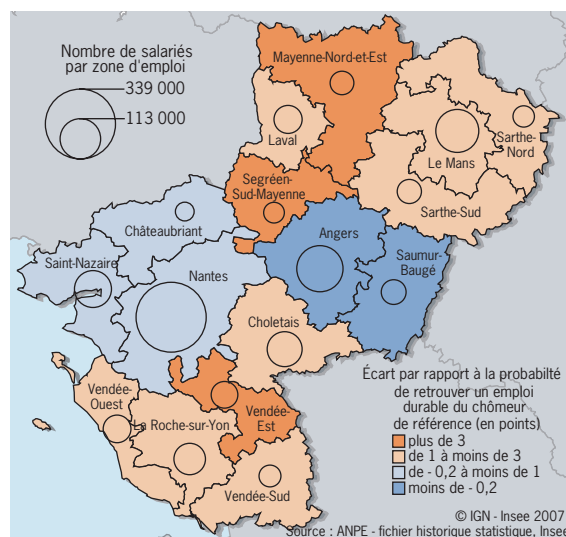 Nombre de salariés
par zone d'emploi
339 000
113 000
Mayenne-Nord-et-Est
Laval
Sarthe-
Nord
Le Mans
Segréen-
Sud-Mayenne
Sarthe-Sud
Châteaubriant
Angers
Saumur-
Baugé
Saint-Nazaire
Nantes
Choletais
Vendée-
Ouest
La Roche-sur-Yon
Vendée-
Est
Vendée-Sud
Écart par rapport à la probabilté
de retrouver un emploi
durable du chômeur
de référence (en points)
plus de 3
de 1 à moins de 3
de - 0,2 à moins de 1
moins de - 0,2
© IGN - Insee 2007
Source : ANPE - fichier historique statistique, Insee